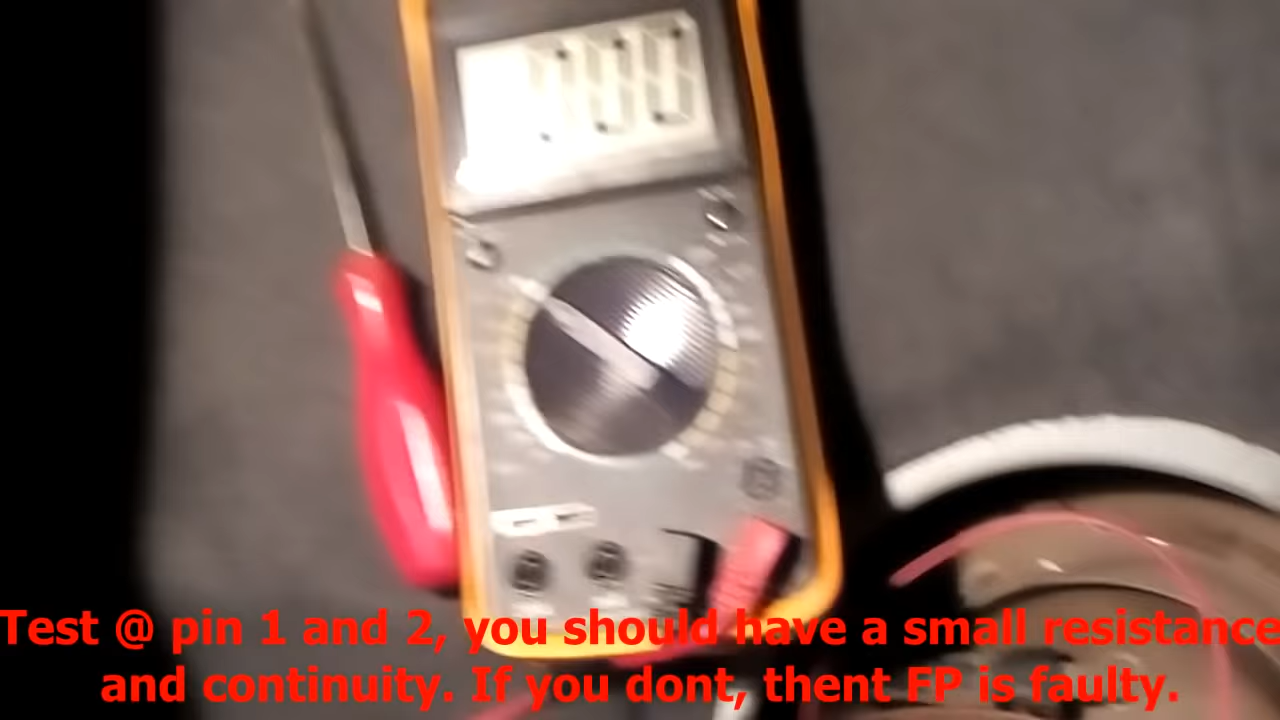 Test @ pin 1 and 2, you should have a small resistance
and continuity. If you dont, thent FP is faulty.